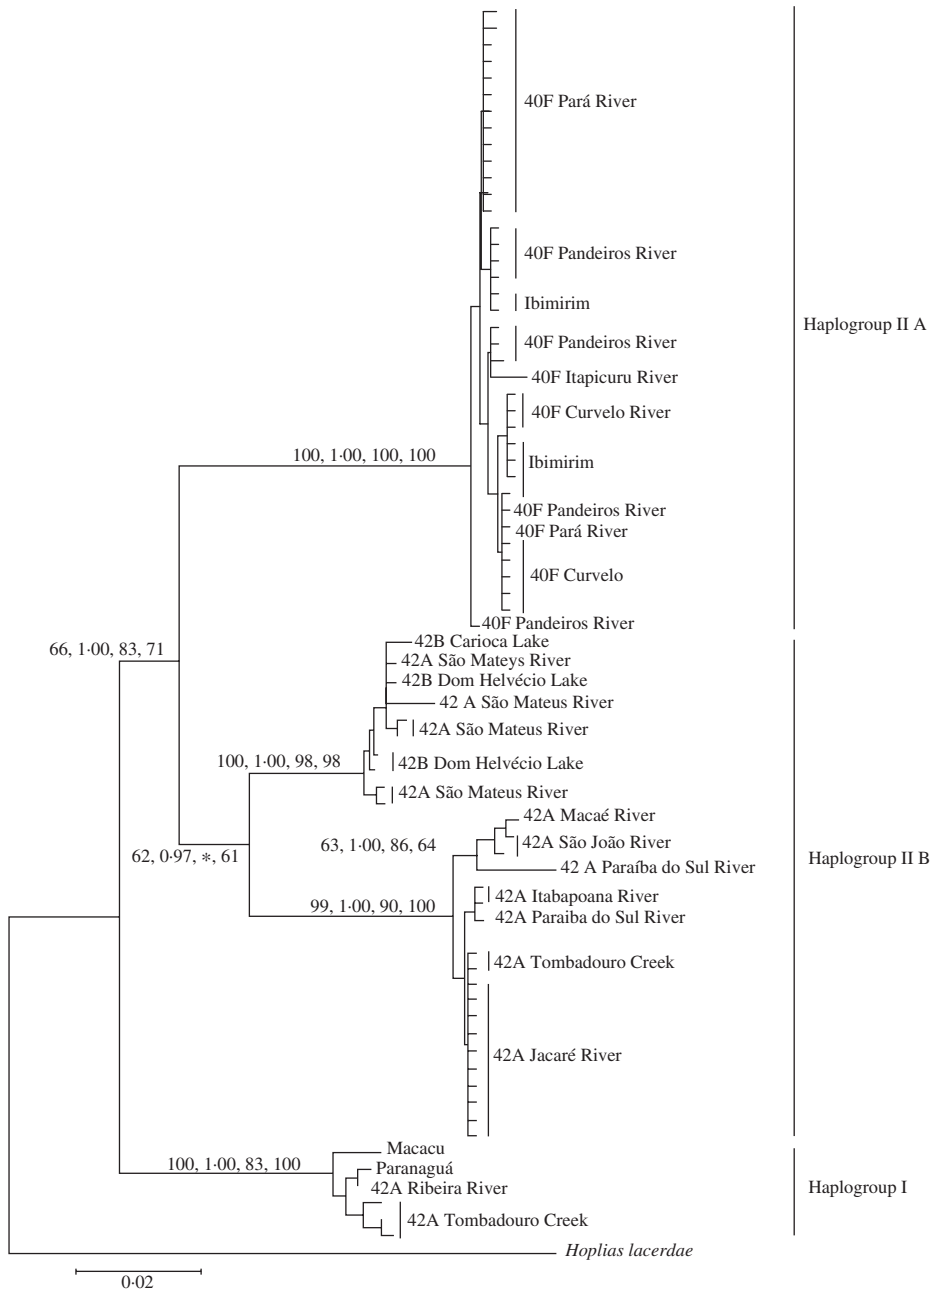 40F Pará River
40F Pandeiros River
Ibimirim
Haplogroup II A
40F Pandeiros River
40F Itapicuru River
40F Curvelo River
100, 1·00, 100, 100
Ibimirim
40F Pandeiros River
40F Pará River
40F Curvelo
40F Pandeiros River
42B Carioca Lake
66, 1·00, 83, 71
42A São Mateys River
42B Dom Helvécio Lake
42 A São Mateus River
42A São Mateus River
100, 1·00, 98, 98
42B Dom Helvécio Lake
42A São Mateus River
42A Macaé River
63, 1·00, 86, 64
42A São João River
62, 0·97, *, 61
Haplogroup II B
42 A Paraíba do Sul River
42A Itabapoana River
99, 1·00, 90, 100
42A Paraiba do Sul River
42A Tombadouro Creek
42A Jacaré River
Macacu
100, 1·00, 83, 100
Paranaguá
42A Ribeira River
Haplogroup I
42A Tombadouro Creek
Hoplias lacerdae
0·02